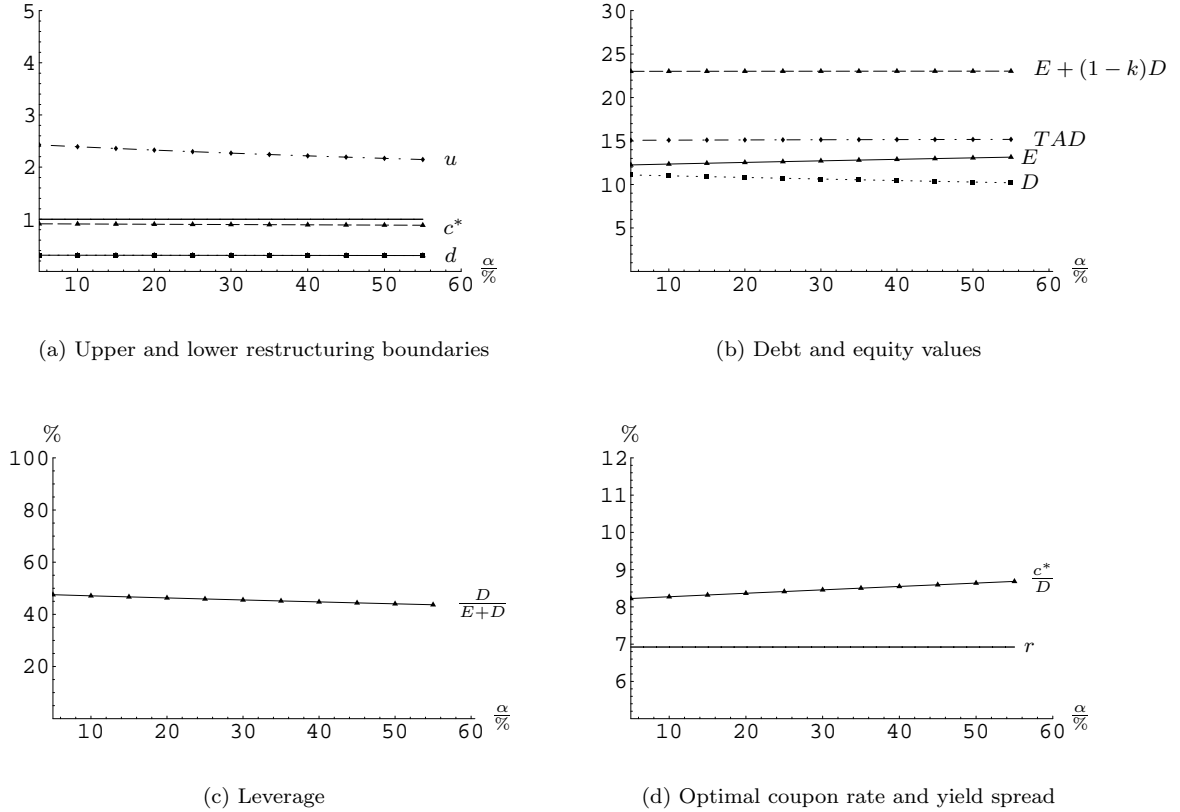 5
4
3
2
1
u
c*
d
10 20 30 40 50 60 α/%
(a) Upper and lower restructuring boundaries
30
25
20
15
10
5
E + (1 − k)D
TAD
E
D
10 20 30 40 50 60 α/%
(b) Debt and equity values
%
100
80
60
40
20
D/E+D
10 20 30 40 50 60 α/%
(c) Leverage
%
12
11
10
9
8
7
6
c*/D
r
10 20 30 40 50 60 α/%
(d) Optimal coupon rate and yield spread